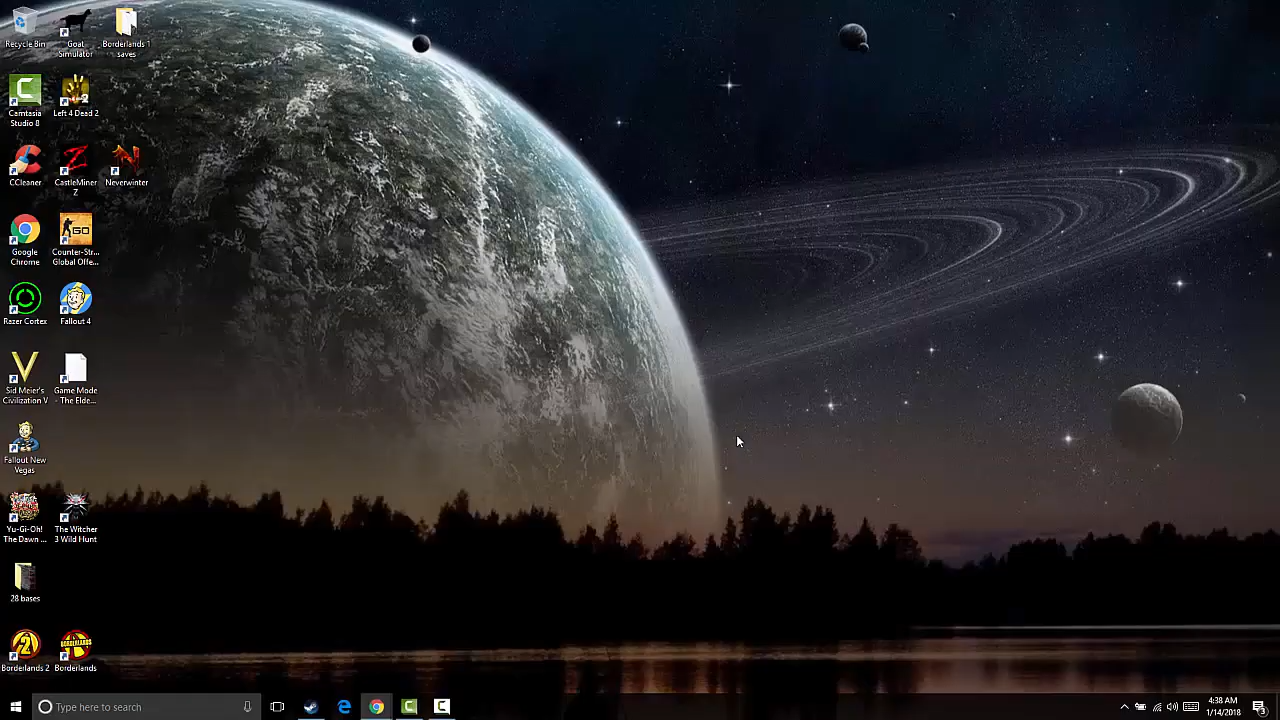 Recycle Bin
Goat
Simulator
Borderlands 1
saves
Camtasia
Studio 8
Left 4 Dead 2
CCleaner
CastleMiner
Z
Neverwinter
Google
Chrome
GO
Counter-Str...
Global Offe...
Razer Cortex
Fallout 4
Sid Meier's
Civilization V
Game Mode
- The Elde...
Fallout New
Vegas
Yu-Gi-Oh!
The Dawn ...
The Witcher
3 Wild Hunt
28 bases
Borderlands 2
Borderlands
Type here to search
4:38 AM
1/14/2018